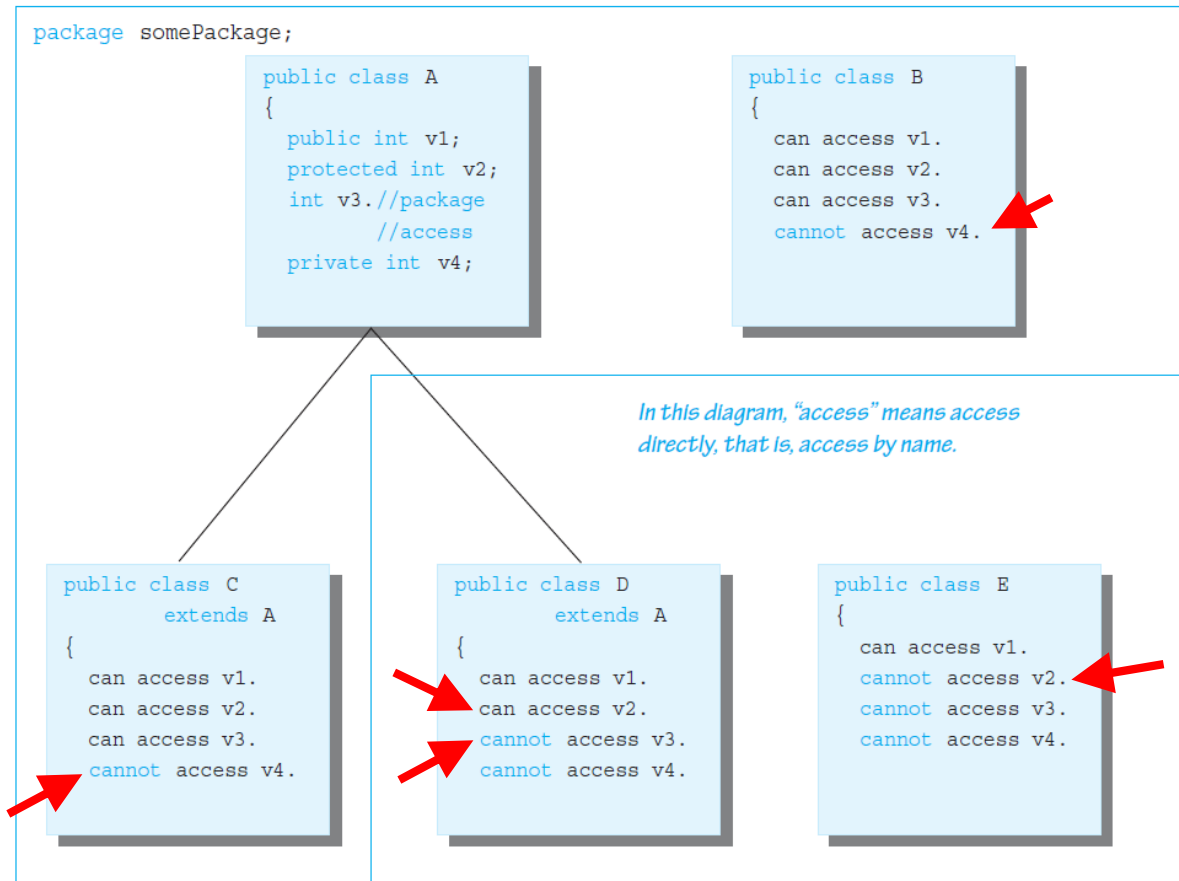 package somePackage;
public class A
{
public int v1;
protected int v2;
int v3.//package
//access
private int v4;
public class B
{
can access v1.
can access v2.
can access v3.
cannot access v4.
In this diagram, “access” means access
directly, that is, access by name.
public class C
extends A
{
can access v1.
can access v2.
can access v3.
cannot access v4.
public class D
extends A
{
can access v1.
can access v2.
cannot access v3.
cannot access v4.
public class E
{
can access v1.
cannot access v2.
cannot access v3.
cannot access v4.